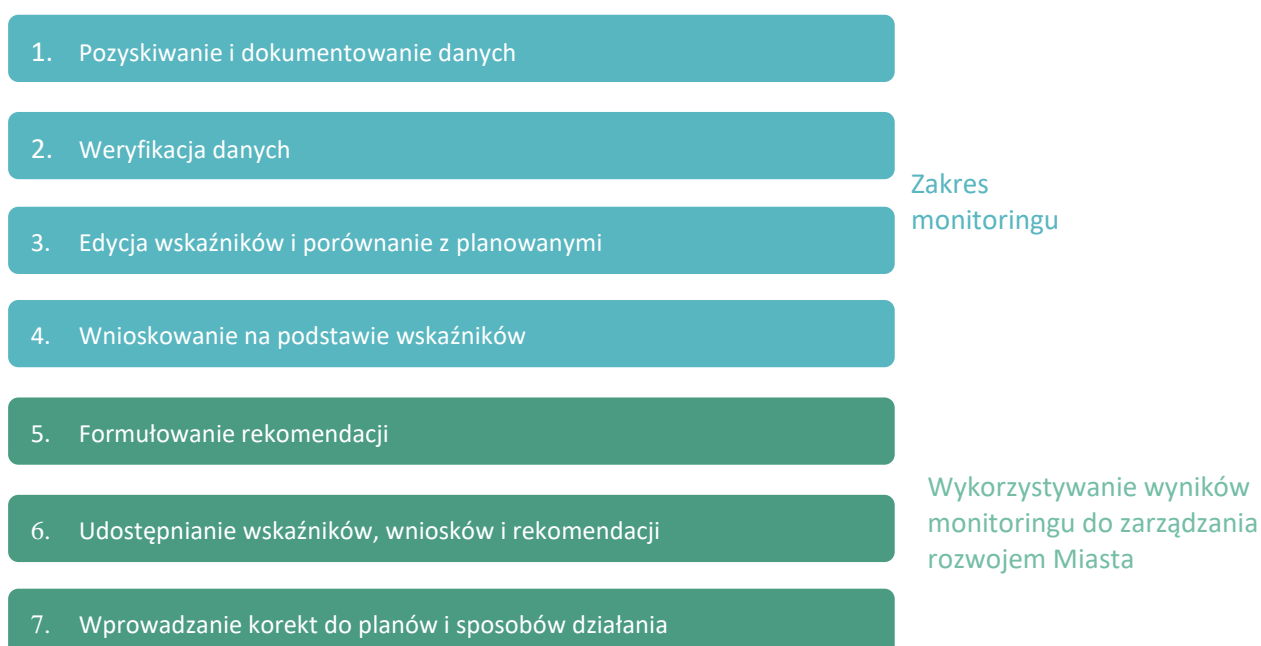 1. Pozyskiwanie i dokumentowanie danych
2. Weryfikacja danych
3. Edycja wskaźników i porównanie z planowanymi
4. Wnioskowanie na podstawie wskaźników
Zakres
monitoringu
5. Formułowanie rekomendacji
6. Udostępnianie wskaźników, wniosków i rekomendacji
7. Wprowadzanie korekt do planów i sposobów działania
Wykorzystywanie wyników
monitoringu do zarządzania
rozwojem Miasta